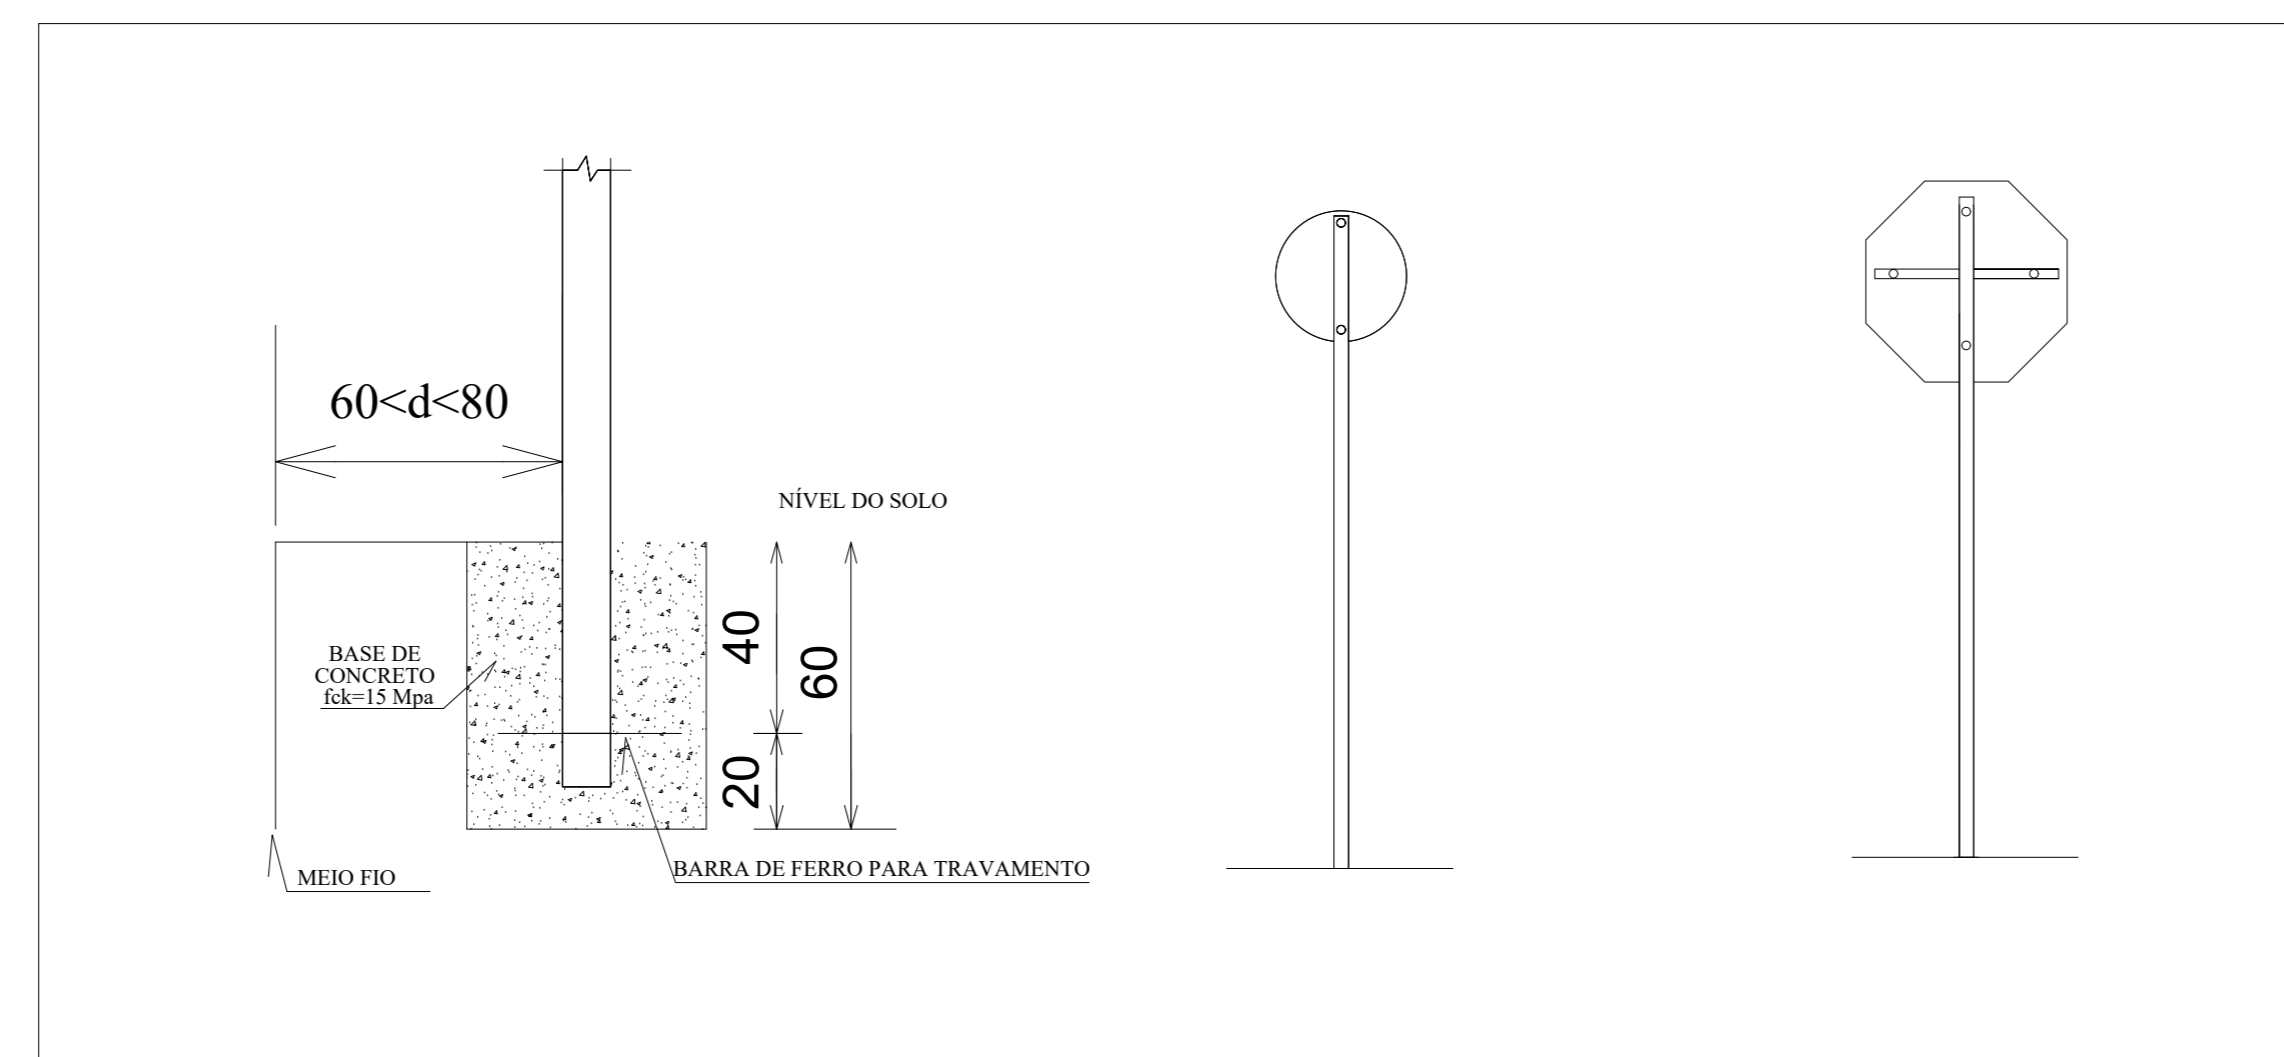 60<d<80
NÍVEL DO SOLO
40
60
BASE DE
CONCRETO
fck=15 Mpa
20
BARRA DE FERRO PARA TRAVAMENTO
MEIO FIO